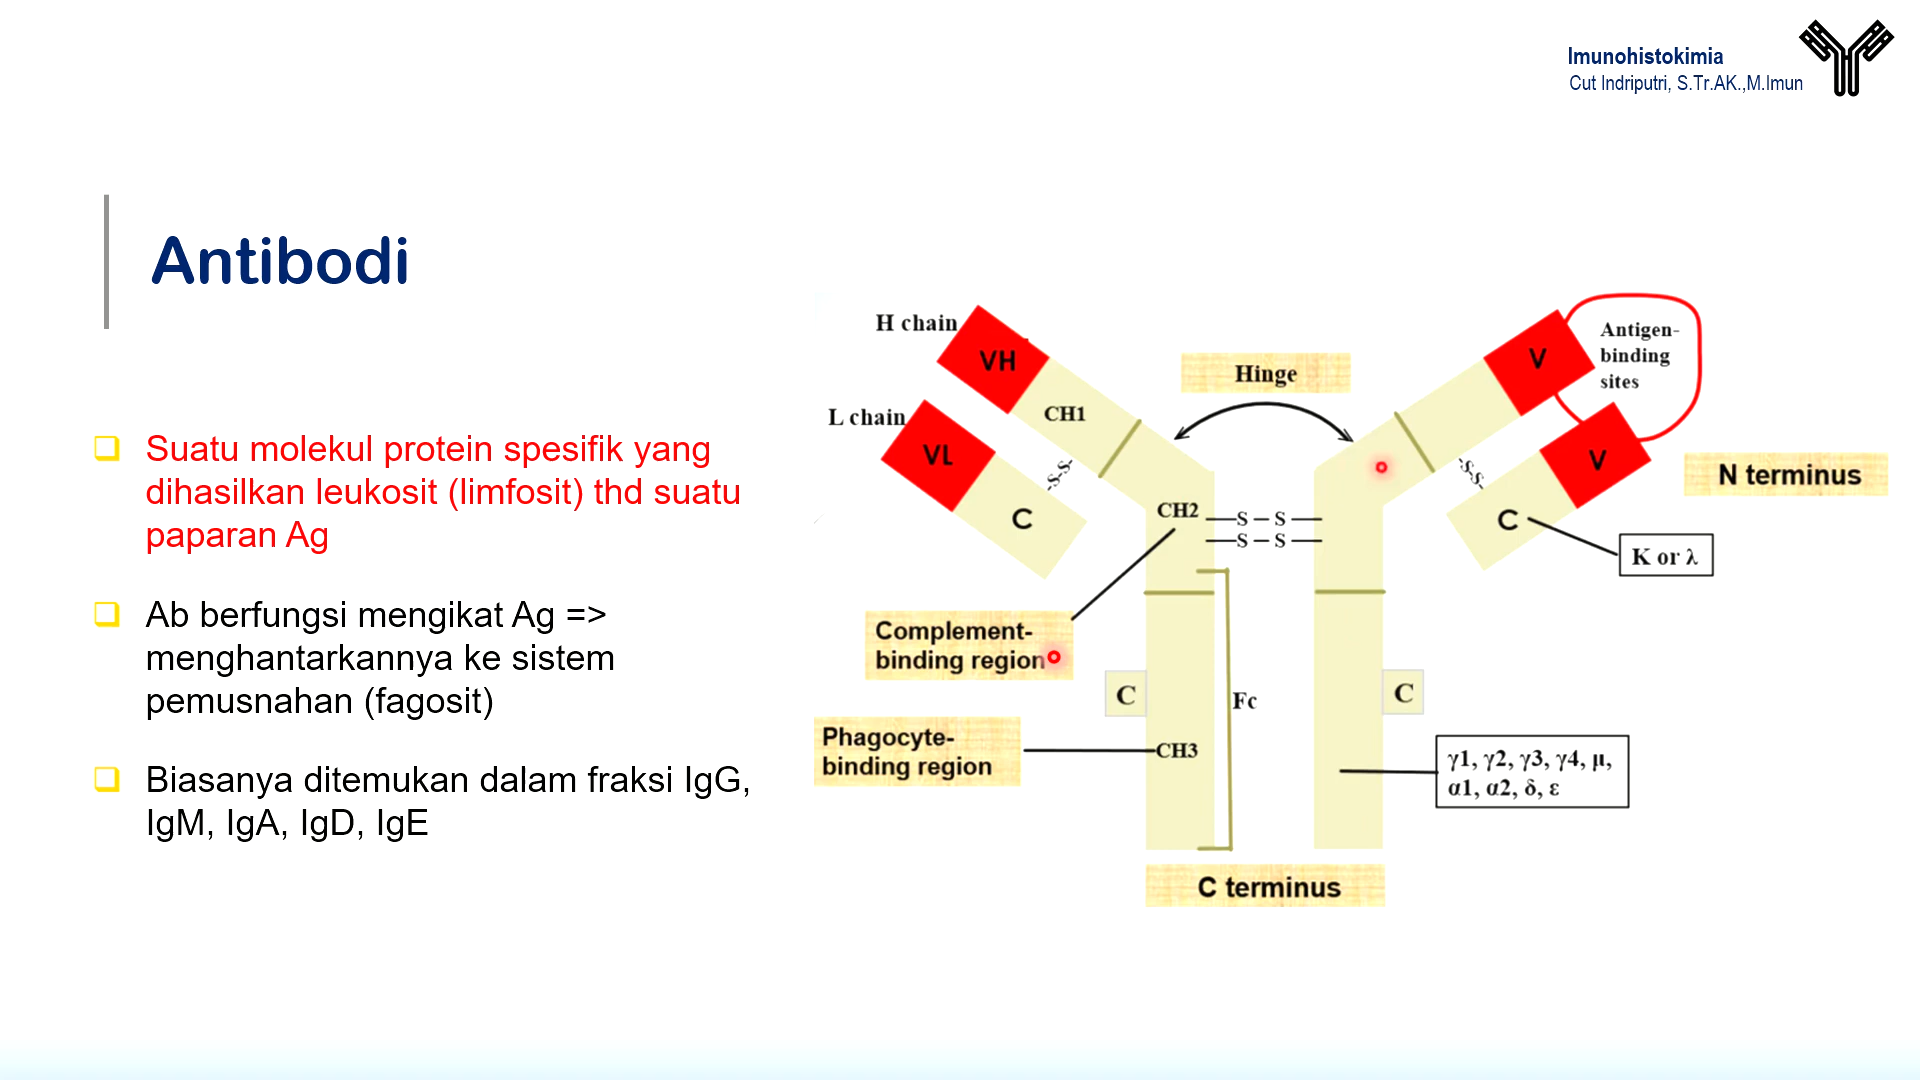 Imunohistokimia
Cut Indriputri, S.Tr.AK.,M.Imun
Antibodi
Suatu molekul protein spesifik yang
dihasilkan leukosit (limfosit) thd suatu
paparan Ag
Ab berfungsi mengikat Ag =>
menghantarkannya ke sistem
pemusnahan (fagosit)
Biasanya ditemukan dalam fraksi IgG,
IgM, IgA, IgD, IgE
H chain
VH
CH1
L chain
VL
C
-S-S-
Hinge
V
Antigen-
binding
sites
V
N terminus
-S-S-
C
K or λ
CH2
S – S
S – S
Complement-
binding region
C
Fc
C
Phagocyte-
binding region
CH3
γ1, γ2, γ3, γ4, μ,
α1, α2, δ, ε
C terminus